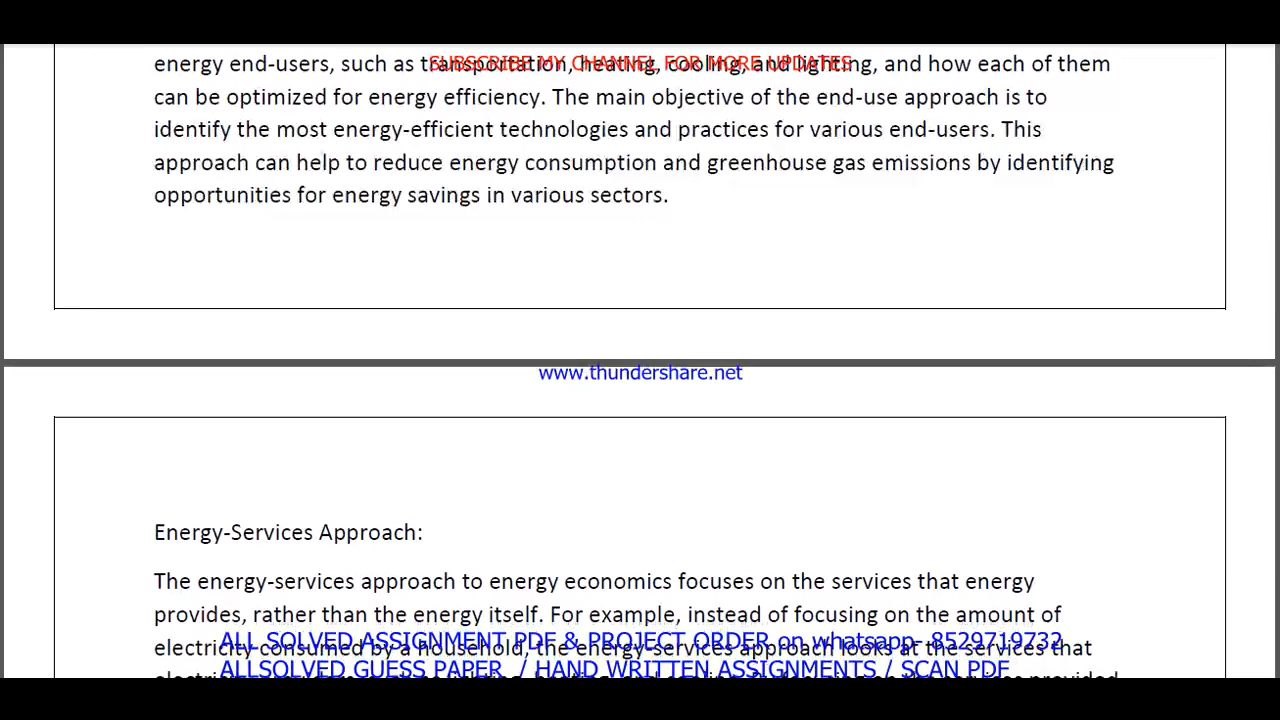 SUBSCRIBE MY CHANNEL FOR MORE UPDATES
energy end-users, such as transportation, heating, cooling, and lighting, and how each of them
can be optimized for energy efficiency. The main objective of the end-use approach is to
identify the most energy-efficient technologies and practices for various end-users. This
approach can help to reduce energy consumption and greenhouse gas emissions by identifying
opportunities for energy savings in various sectors.
www.thundershare.net
Energy-Services Approach:
The energy-services approach to energy economics focuses on the services that energy
provides, rather than the energy itself. For example, instead of focusing on the amount of
ALL SOLVED ASSIGNMENT PDF & PROJECT ORDER on whatsapp- 8529719732
electricity consumed by a household, the energy-services approach looks at the services that
ALLSOLVED GUESS PAPER / HAND WRITTEN ASSIGNMENTS / SCAN PDF